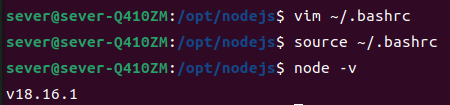 sever@sever-Q410ZM:/opt/nodejs$ vim ~/.bashrc
sever@sever-Q410ZM:/opt/nodejs$ source ~/.bashrc
sever@sever-Q410ZM:/opt/nodejs$ node -v
v18.16.1